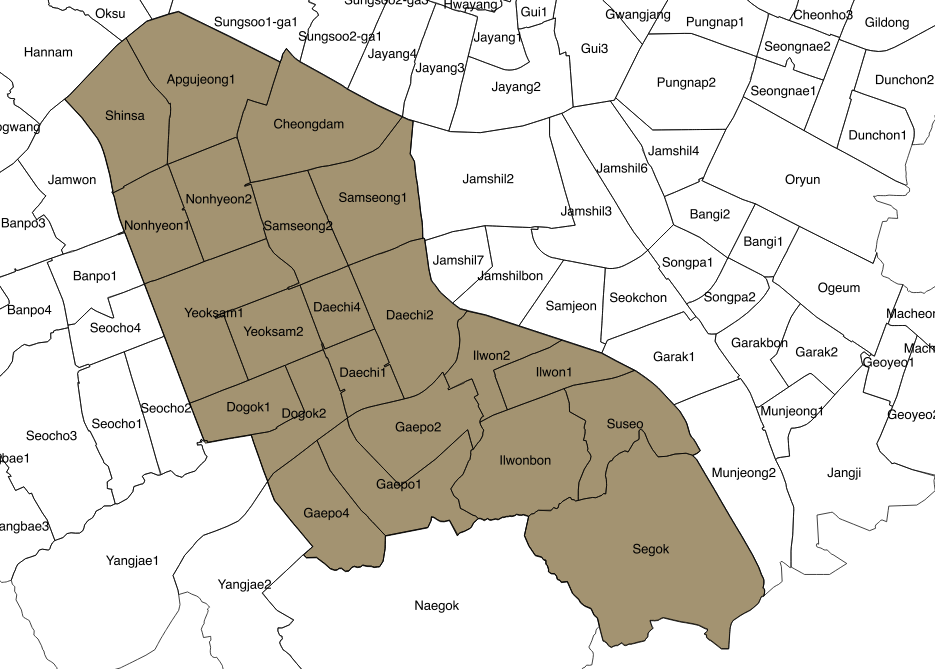 Oksu
Sungsoo1-ga1
Sungsoo2-ga3
Hwayang
Gui1
Gwangjang
Pungnap1
Cheonho3
Gildong
Hannam
Sungsoo2-ga1
Jayang4
Jayang3
Jayang1
Gui3
Seongnae2
Apgujeong1
Jayang2
Pungnap2
Seongnae1
Dunchon2
Shinsa
Cheongdam
ogwang
Dunchon1
Jamwon
Jamshil4
Jamshil2
Jamshil6
Oryun
Nonhyeon2
Samseong1
Banpo3
Nonhyeon1
Samseong2
Jamshil3
Bangi2
Bangi1
Banpo1
Jamshil7
Jamshilbon
Songpa1
Ogeum
Banpo4
Seocho4
Yeoksam1
Daechi4
Daechi2
Samjeon
Seokchon
Songpa2
Macheon
Yeoksam2
Garakbon
Garak2
Mach
Ilwon2
Garak1
Geoyeo1
Daechi1
Ilwon1
Seocho2
Dogok1
Dogok2
Munjeong1
Geoyeo2
Seocho3
Seocho1
Gaepo2
Suseo
bae1
Ilwonbon
Munjeong2
Jangji
Gaepo1
angbae3
Gaepo4
Yangjae1
Segok
Yangjae2
Naegok